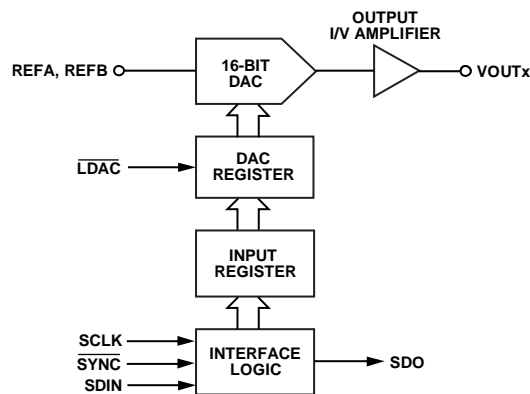 OUTPUT
I/V AMPLIFIER
REFA, REFB
16-BIT
DAC
VOUTx
LDAC
DAC
REGISTER
INPUT
REGISTER
SCLK
SYNC
SDIN
INTERFACE
LOGIC
SDO